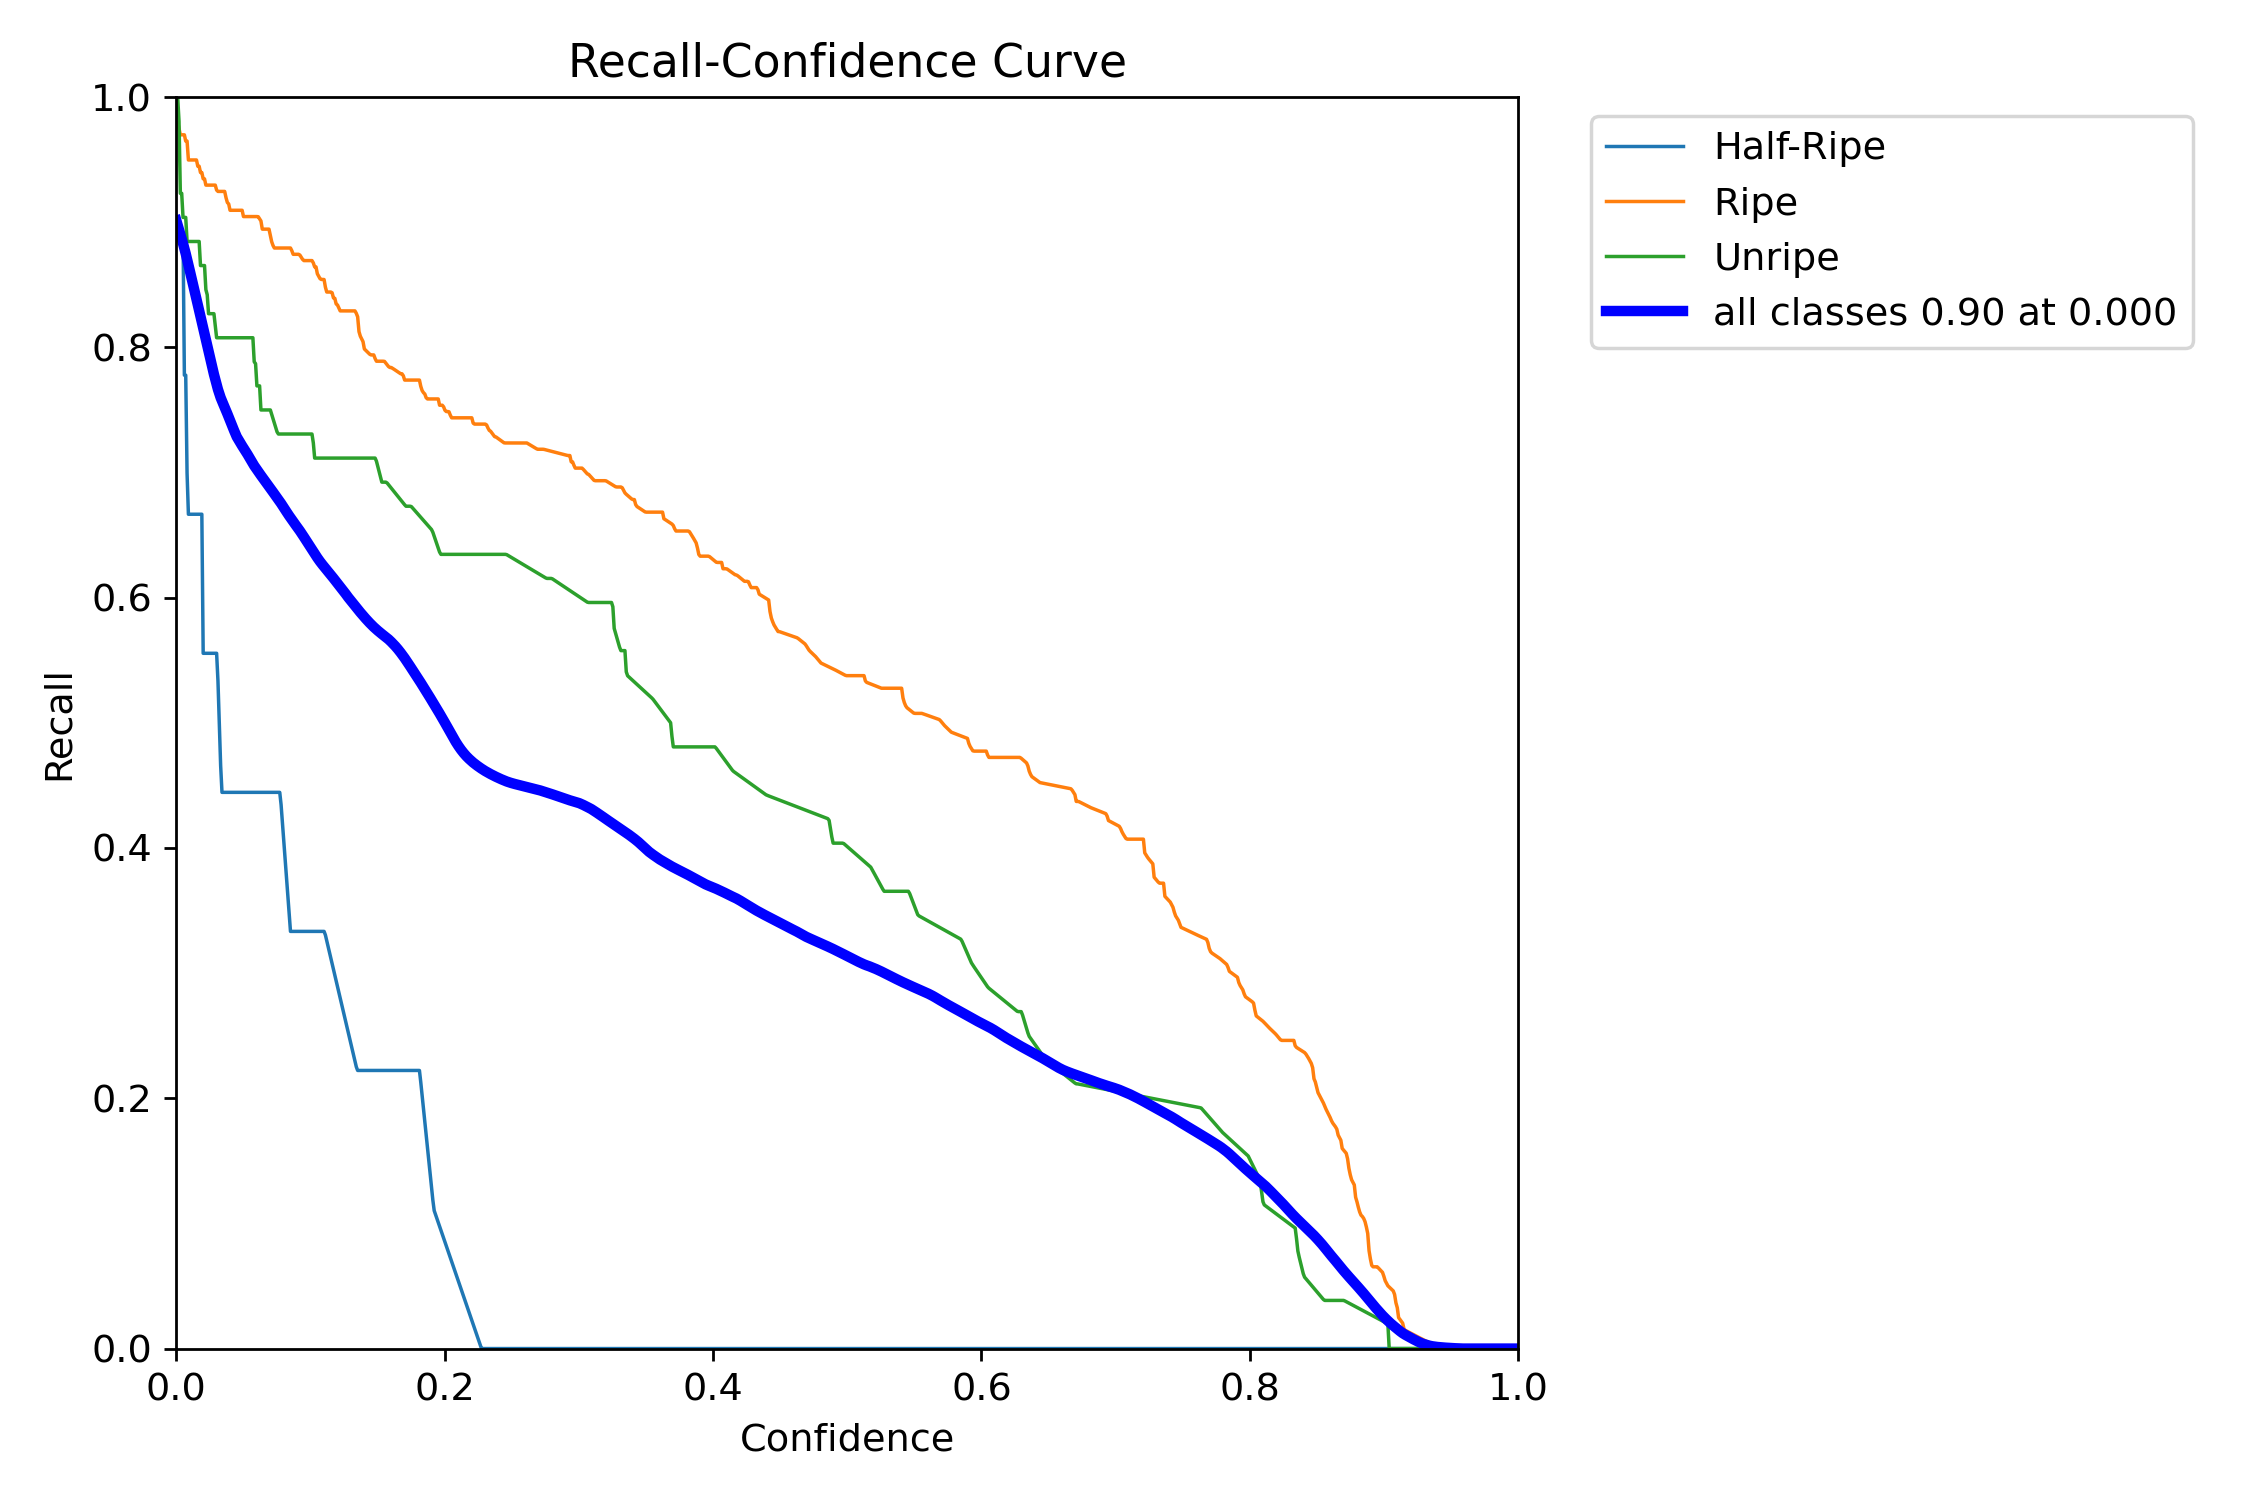 Recall-Confidence Curve
1.0
0.8
0.6
0.4
0.2
0.0
Recall
0.0 0.2 0.4 0.6 0.8 1.0
Confidence
Half-Ripe
Ripe
Unripe
all classes 0.90 at 0.000